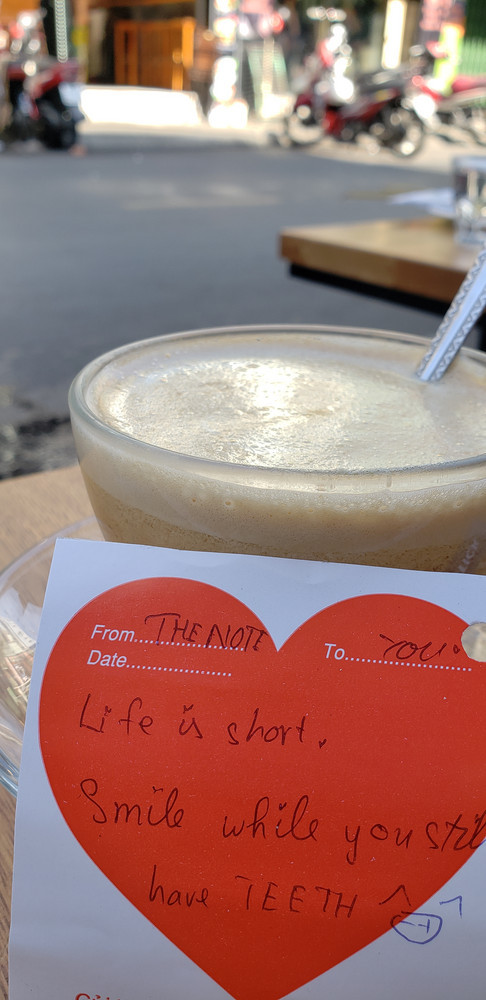 From THE NOTE To YOU.
Date
Life is short.
Smile while you still
have TEETH